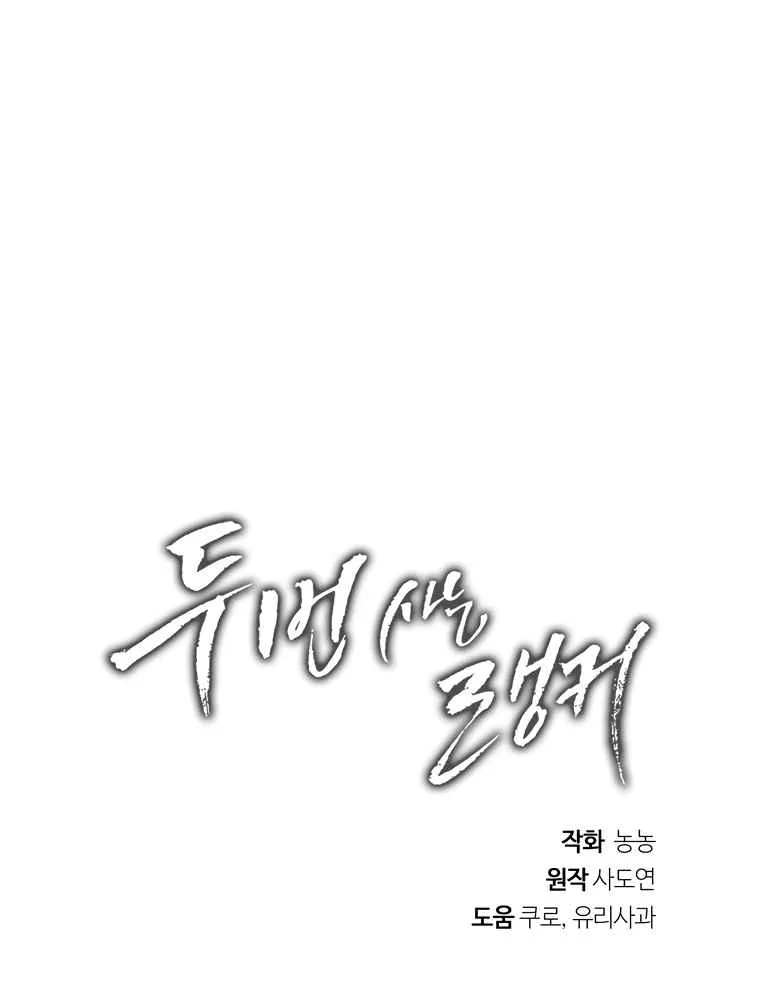 두 번 사는
랭커
작화 농농
원작 사도연
도움 쿠로, 유리사과